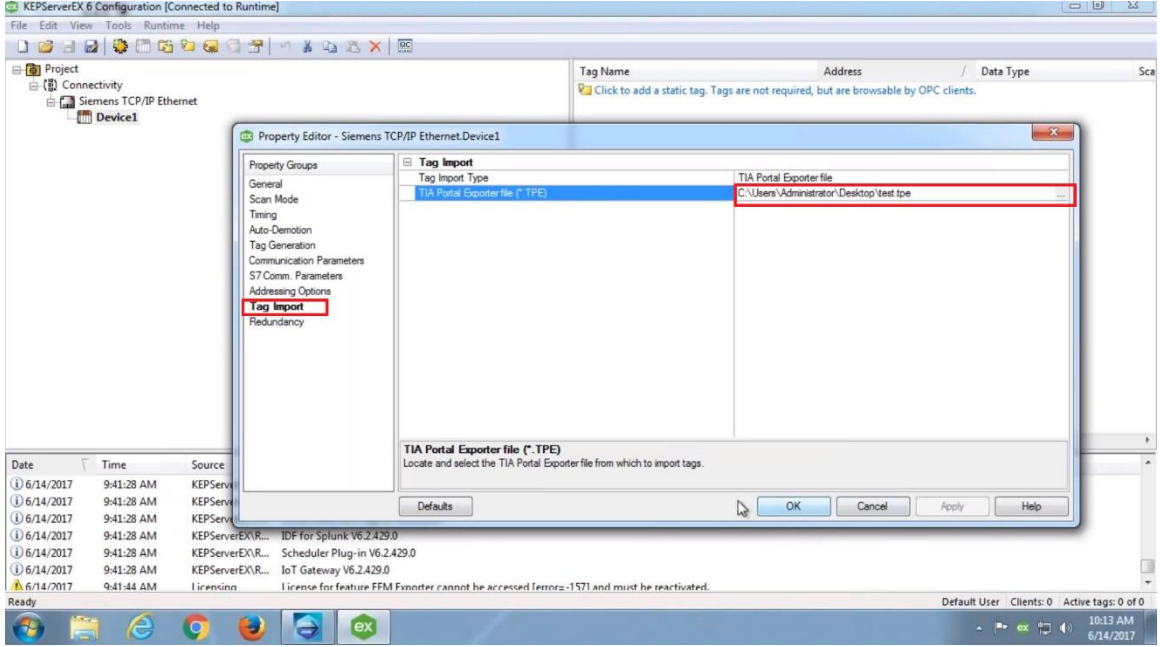 KEPServerEX 6 Configuration [Connected to Runtime]
File Edit View Tools Runtime Help
Project
Connectivity
Siemens TCP/IP Ethernet
Device1
Tag Name Address Data Type Sca
Click to add a static tag. Tags are not required, but are browsable by OPC clients.
Property Editor - Siemens TCP/IP Ethernet.Device1
Property Groups
General
Scan Mode
Timing
Auto-Demotion
Tag Generation
Communication Parameters
S7 Comm. Parameters
Addressing Options
Tag Import
Redundancy
Tag Import
Tag Import Type TIA Portal Exporter file
TIA Portal Exporter file (*.TPE) C:\Users\Administrator\Desktop\test.tpe ...
TIA Portal Exporter file (*.TPE)
Locate and select the TIA Portal Exporter file from which to import tags.
Defaults OK Cancel Apply Help
Date Time Source
6/14/2017 9:41:28 AM KEPServe
6/14/2017 9:41:28 AM KEPServe
6/14/2017 9:41:28 AM KEPServe
6/14/2017 9:41:28 AM KEPServerEX\R... IDF for Splunk V6.2.429.0
6/14/2017 9:41:28 AM KEPServerEX\R... Scheduler Plug-in V6.2.429.0
6/14/2017 9:41:28 AM KEPServerEX\R... IoT Gateway V6.2.429.0
6/14/2017 9:41:44 AM Licensing License for feature EFM Exporter cannot be accessed [error=-157] and must be reactivated.
Ready Default User Clients: 0 Active tags: 0 of 0
ex ex 10:13 AM
6/14/2017